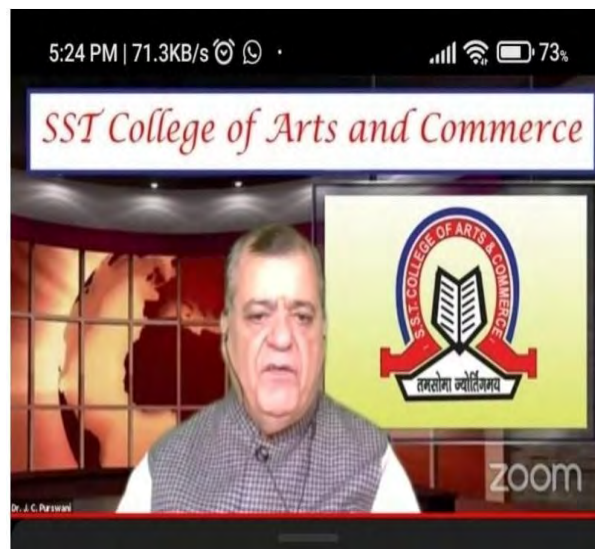 5:24 PM | 71.3KB/s
73%
SST College of Arts and Commerce
S.S.T. COLLEGE OF ARTS & COMMERCE
तमसोमा ज्योतिंगमय
zoom
Dr. J. C. Purswani